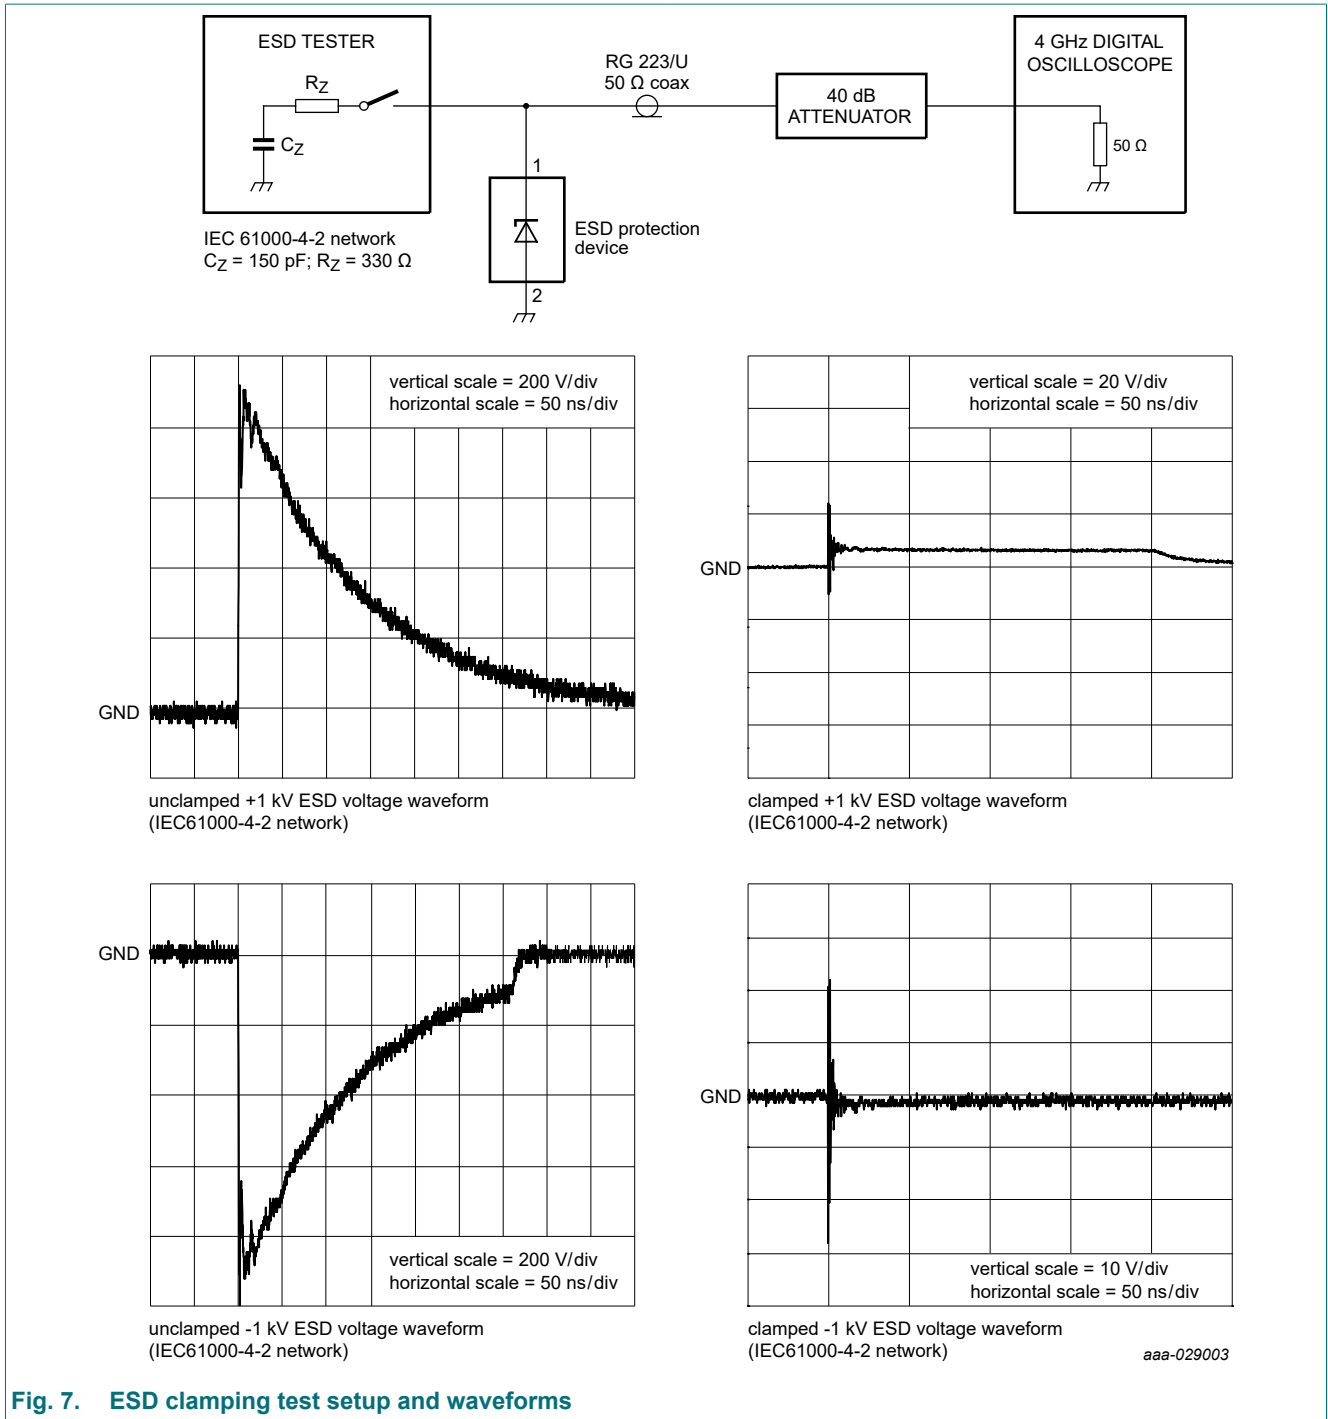 ESD TESTER
RZ
CZ
IEC 61000-4-2 network
CZ = 150 pF; RZ = 330 Ω
1
ESD protection
device
2
RG 223/U
50 Ω coax
40 dB
ATTENUATOR
4 GHz DIGITAL
OSCILLOSCOPE
50 Ω
vertical scale = 200 V/div
horizontal scale = 50 ns/div
GND
unclamped +1 kV ESD voltage waveform
(IEC61000-4-2 network)
vertical scale = 20 V/div
horizontal scale = 50 ns/div
GND
clamped +1 kV ESD voltage waveform
(IEC61000-4-2 network)
GND
vertical scale = 200 V/div
horizontal scale = 50 ns/div
unclamped -1 kV ESD voltage waveform
(IEC61000-4-2 network)
GND
vertical scale = 10 V/div
horizontal scale = 50 ns/div
clamped -1 kV ESD voltage waveform
(IEC61000-4-2 network)
aaa-029003
Fig. 7. ESD clamping test setup and waveforms